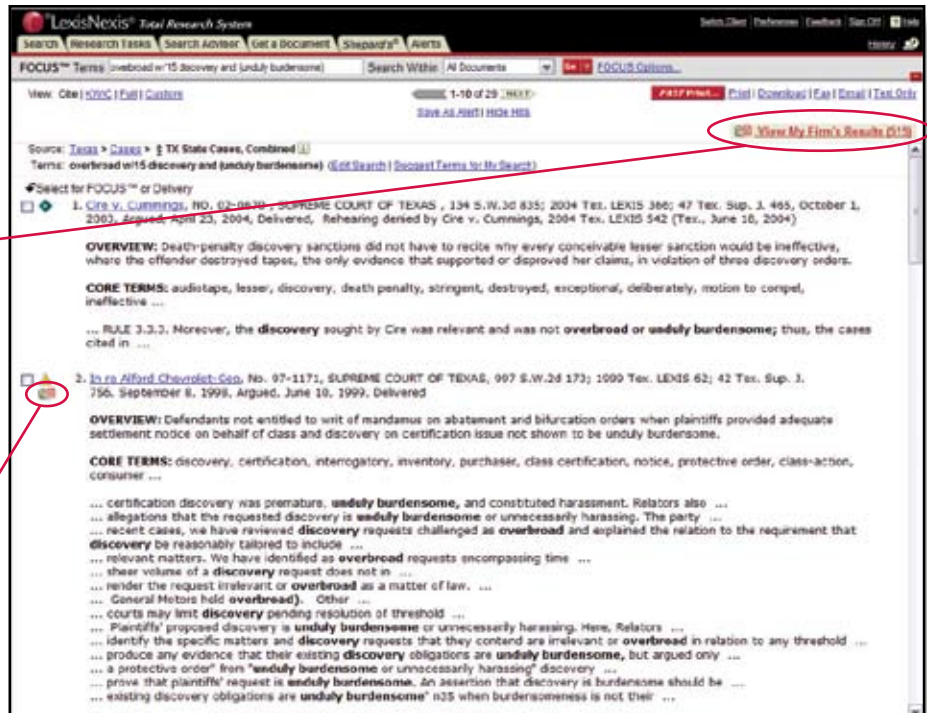 LexisNexis® Total Research System
Switch Client | Preferences | Feedback | Sign Off | ? Help
Search Research Tasks Search Advisor Get a Document Shepard's® Alerts
History
FOCUS™ Terms overbroad w/15 discovery and (unduly burdensome) Search Within All Documents Go FOCUS Options...
View: Cite | KWIC | Full | Custom 1-10 of 29 NEXT FAST Print... Print | Download | Fax | Email | Text Only
Save As Alert | Hide Hits
View My Firm's Results (515)
Source: Texas > Cases > TX State Cases, Combined
Terms: overbroad w/15 discovery and (unduly burdensome) (Edit Search | Suggest Terms for My Search)
Select for FOCUS™ or Delivery
1. Cire v. Cummings, NO. 02-0670, SUPREME COURT OF TEXAS, 134 S.W.3d 835; 2004 Tex. LEXIS 386; 47 Tex. Sup. J. 465, October 1,
2003, Argued, April 23, 2004, Delivered, Rehearing denied by Cire v. Cummings, 2004 Tex. LEXIS 542 (Tex., June 18, 2004)
OVERVIEW: Death-penalty discovery sanctions did not have to recite why every conceivable lesser sanction would be ineffective,
where the offender destroyed tapes, the only evidence that supported or disproved her claims, in violation of three discovery orders.
CORE TERMS: audiotape, lesser, discovery, death penalty, stringent, destroyed, exceptional, deliberately, motion to compel,
ineffective ...
... RULE 3.3.3. Moreover, the discovery sought by Cire was relevant and was not overbroad or unduly burdensome; thus, the cases
cited in ...
2. In re Alford Chevrolet-Geo, No. 97-1171, SUPREME COURT OF TEXAS, 997 S.W.2d 173; 1999 Tex. LEXIS 62; 42 Tex. Sup. J.
756, September 8, 1998, Argued, June 10, 1999, Delivered
OVERVIEW: Defendants not entitled to writ of mandamus on abatement and bifurcation orders when plaintiffs provided adequate
settlement notice on behalf of class and discovery on certification issue not shown to be unduly burdensome.
CORE TERMS: discovery, certification, interrogatory, inventory, purchaser, class certification, notice, protective order, class-action,
consumer ...
... certification discovery was premature, unduly burdensome, and constituted harassment. Relators also ...
... allegations that the requested discovery is unduly burdensome or unnecessarily harassing. The party ...
... recent cases, we have reviewed discovery requests challenged as overbroad and explained the relation to the requirement that
discovery be reasonably tailored to include ...
... relevant matters. We have identified as overbroad requests encompassing time ...
... sheer volume of a discovery request does not in ...
... render the request irrelevant or overbroad as a matter of law. ...
... General Motors held overbroad). Other ...
... courts may limit discovery pending resolution of threshold ...
... Plaintiffs' proposed discovery is unduly burdensome or unnecessarily harassing. Here, Relators ...
... identify the specific matters and discovery requests that they contend are irrelevant or overbroad in relation to any threshold ...
... produce any evidence that their existing discovery obligations are unduly burdensome, but argued only ...
... a protective order" from "unduly burdensome or unnecessarily harassing" discovery ...
... prove that plaintiffs' request is unduly burdensome. An assertion that discovery is burdensome should be ...
... existing discovery obligations are unduly burdensome" n35 when burdensomeness is not their ...